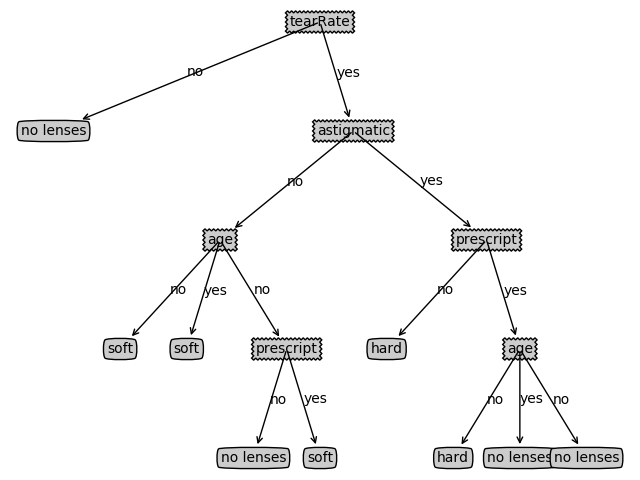 tearRate
no
yes
no lenses
astigmatic
no
yes
age
prescript
no
yes
no
no
yes
soft
soft
prescript
hard
age
no
yes
no
yes
no
no lenses
soft
hard
no lenses
no lenses